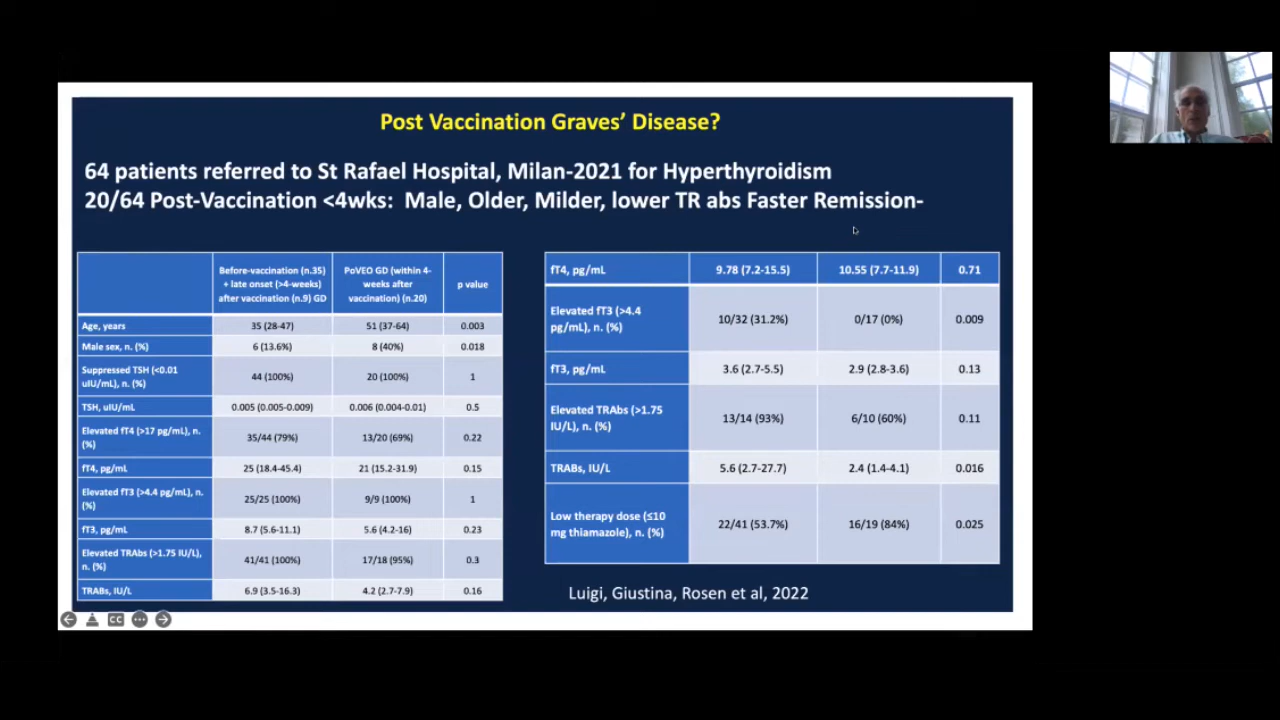 Post Vaccination Graves' Disease?
64 patients referred to St Rafael Hospital, Milan-2021 for Hyperthyroidism
20/64 Post-Vaccination <4wks: Male, Older, Milder, lower TR abs Faster Remission-
Before-vaccination (n.35)
+ late onset (>4-weeks)
after vaccination (n.9) GD
PoVEO GD (within 4-
weeks after
vaccination) (n.20)
p value
Age, years 35 (28-47) 51 (37-64) 0.003
Male sex, n. (%) 6 (13.6%) 8 (40%) 0.018
Suppressed TSH (<0.01
uIU/mL), n. (%) 44 (100%) 20 (100%) 1
TSH, uIU/mL 0.005 (0.005-0.009) 0.006 (0.004-0.01) 0.5
Elevated fT4 (>17 pg/mL), n.
(%) 35/44 (79%) 13/20 (69%) 0.22
fT4, pg/mL 25 (18.4-45.4) 21 (15.2-31.9) 0.15
Elevated fT3 (>4.4 pg/mL), n.
(%) 25/25 (100%) 9/9 (100%) 1
fT3, pg/mL 8.7 (5.6-11.1) 5.6 (4.2-16) 0.23
Elevated TRAbs (>1.75 IU/L),
n. (%) 41/41 (100%) 17/18 (95%) 0.3
TRABs, IU/L 6.9 (3.5-16.3) 4.2 (2.7-7.9) 0.16
fT4, pg/mL 9.78 (7.2-15.5) 10.55 (7.7-11.9) 0.71
Elevated fT3 (>4.4
pg/mL), n. (%) 10/32 (31.2%) 0/17 (0%) 0.009
fT3, pg/mL 3.6 (2.7-5.5) 2.9 (2.8-3.6) 0.13
Elevated TRAbs (>1.75
IU/L), n. (%) 13/14 (93%) 6/10 (60%) 0.11
TRABs, IU/L 5.6 (2.7-27.7) 2.4 (1.4-4.1) 0.016
Low therapy dose (≤10
mg thiamazole), n. (%) 22/41 (53.7%) 16/19 (84%) 0.025
Luigi, Giustina, Rosen et al, 2022
CC